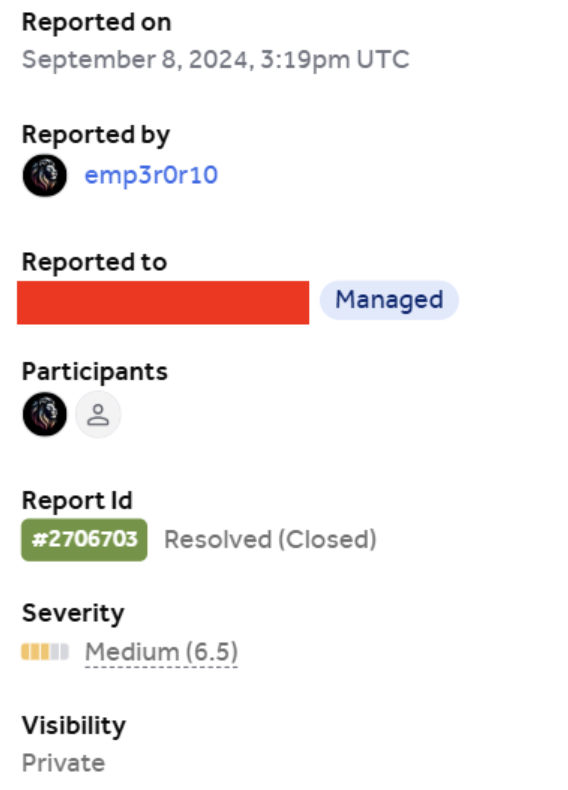 Reported on
September 8, 2024, 3:19pm UTC
Reported by
emp3r0r10
Reported to
Managed
Participants
Report Id
#2706703 Resolved (Closed)
Severity
Medium (6.5)
Visibility
Private